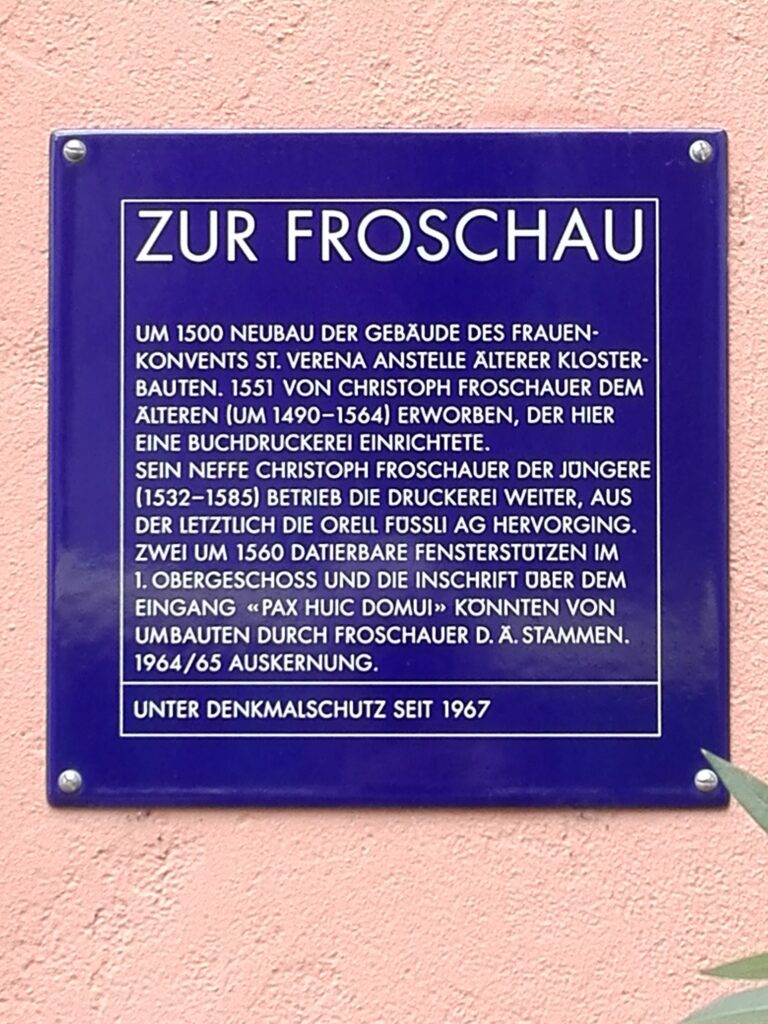 ZUR FROSCHAU
UM 1500 NEUBAU DER GEBÄUDE DES FRAUEN-
KONVENTS ST. VERENA ANSTELLE ÄLTERER KLOSTER-
BAUTEN. 1551 VON CHRISTOPH FROSCHAUER DEM
ÄLTEREN (UM 1490–1564) ERWORBEN, DER HIER
EINE BUCHDRUCKEREI EINRICHTETE.
SEIN NEFFE CHRISTOPH FROSCHAUER DER JÜNGERE
(1532–1585) BETRIEB DIE DRUCKEREI WEITER, AUS
DER LETZTLICH DIE ORELL FÜSSLI AG HERVORGING.
ZWEI UM 1560 DATIERBARE FENSTERSTÜTZEN IM
1. OBERGESCHOSS UND DIE INSCHRIFT ÜBER DEM
EINGANG «PAX HUIC DOMUI» KÖNNTEN VON
UMBAUTEN DURCH FROSCHAUER D. Ä. STAMMEN.
1964/65 AUSKERNUNG.
UNTER DENKMALSCHUTZ SEIT 1967